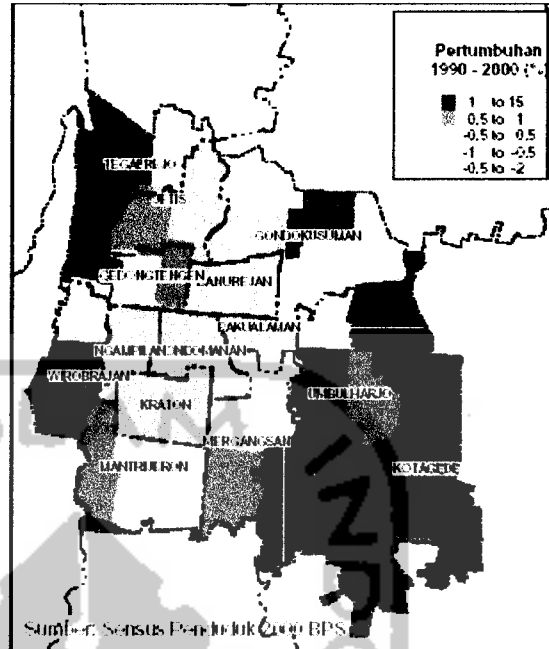 Pertumbuhan
1990 - 2000 (%)
1 to 15
0.5 to 1
-0.5 to 0.5
-1 to -0.5
-0.5 to -2
TEGALREJO
JETIS
GONDOKUSUMAN
GEDONGTENGEN
DANUREJAN
PAKUALAMAN
NGAMPILAN
ONDOMANAN
WIROBRAJAN
UMBULHARJO
KRATON
MERGANGSAN
MANTRIJERON
KOTAGEDE
Sumber: Sensus Penduduk 2000 BPS